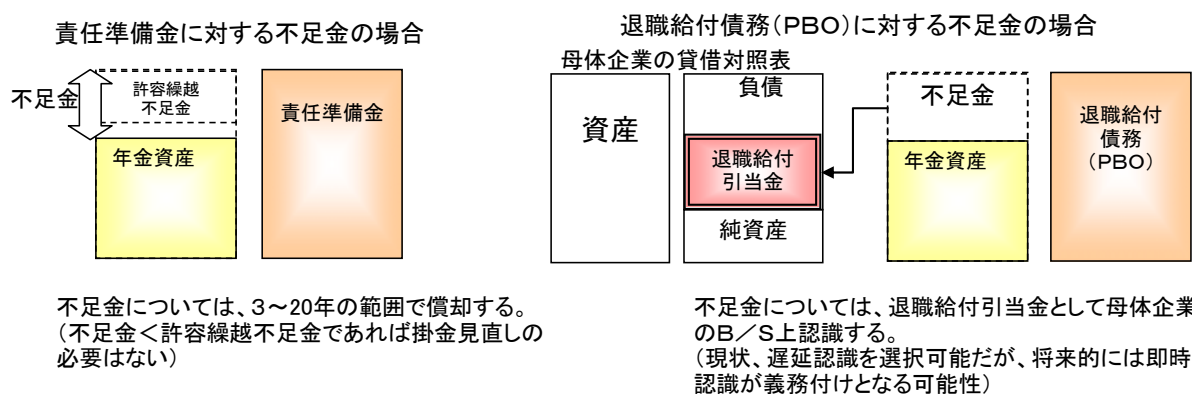 責任準備金に対する不足金の場合
不足金
許容繰越
不足金
年金資産
責任準備金
不足金については、3～20年の範囲で償却する。
(不足金<許容繰越不足金であれば掛金見直しの
必要はない)
退職給付債務(PBO)に対する不足金の場合
母体企業の貸借対照表
資産
負債
退職給付
引当金
純資産
不足金
年金資産
退職給付
債務
(PBO)
不足金については、退職給付引当金として母体企業
のB/S上認識する。
(現状、遅延認識を選択可能だが、将来的には即時
認識が義務付けとなる可能性)